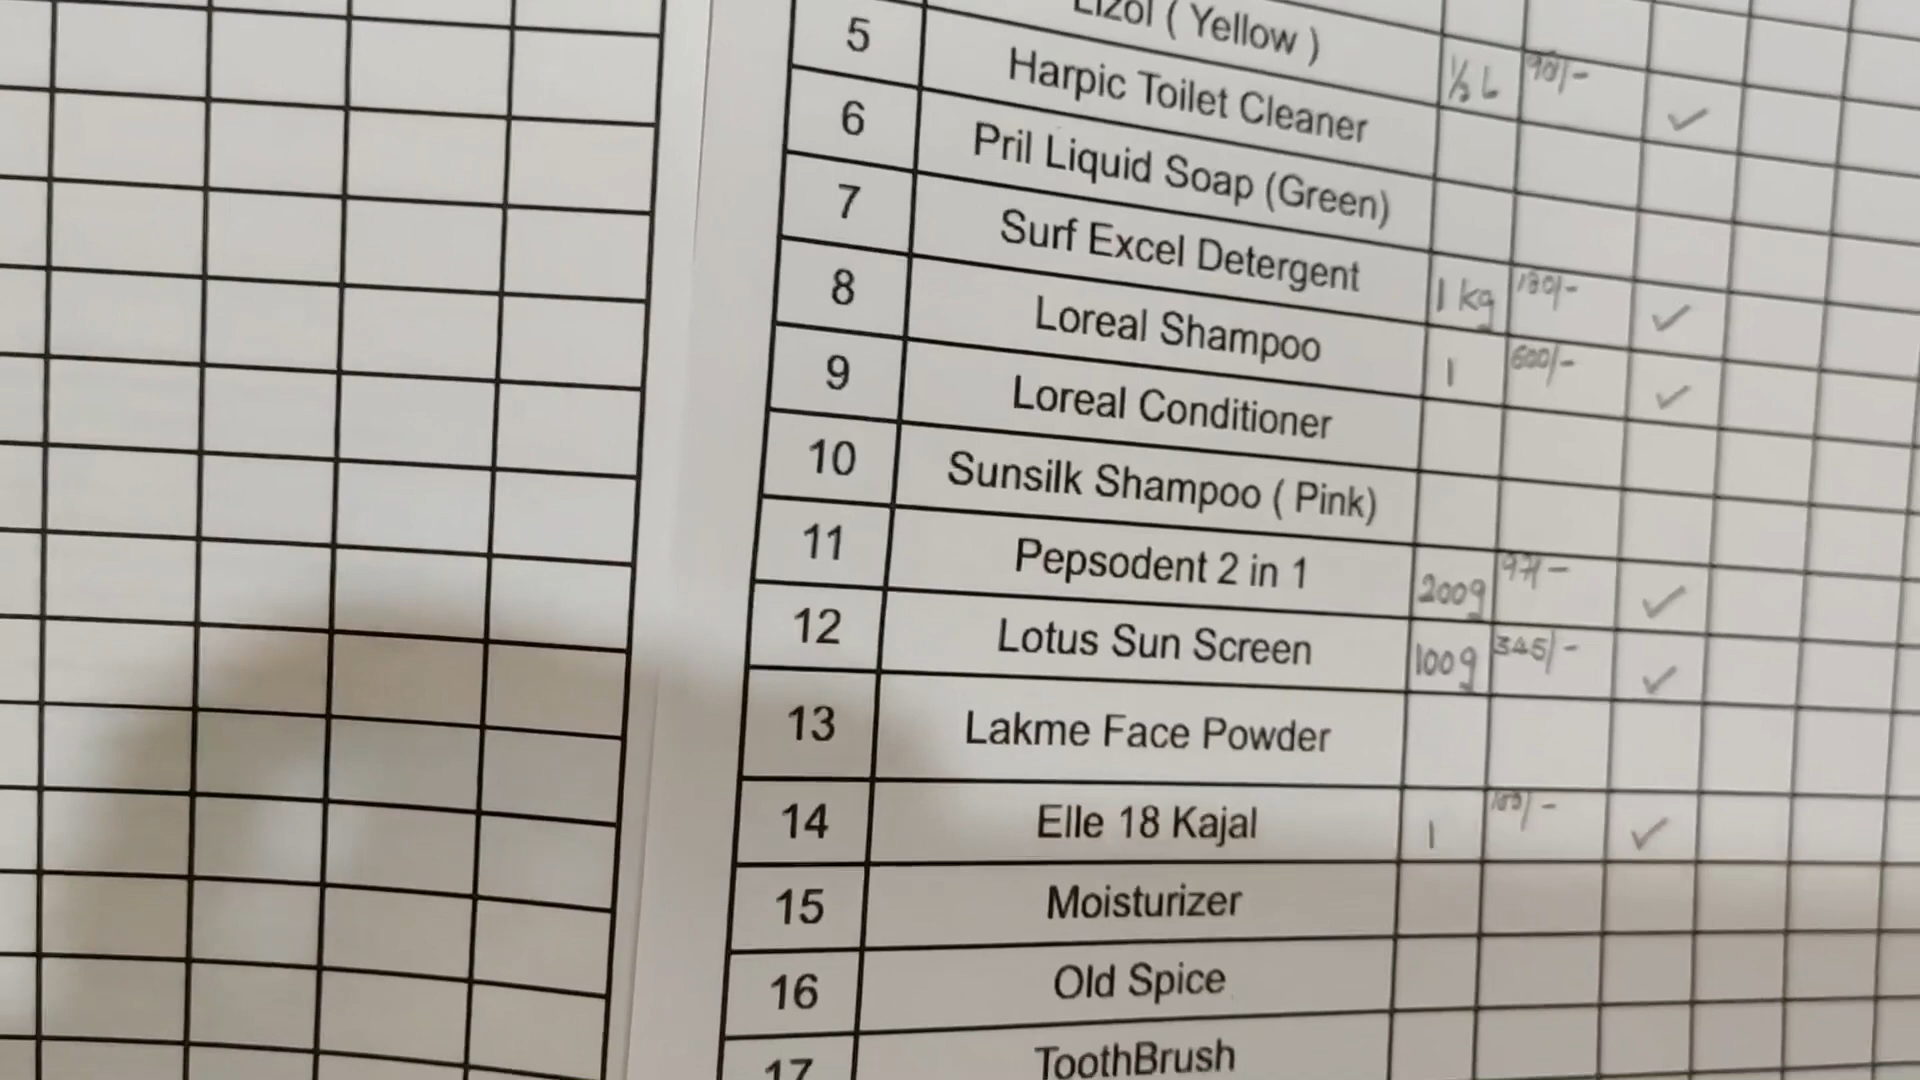 Lizol ( Yellow ) ½ L 90/- ✓
5 Harpic Toilet Cleaner
6 Pril Liquid Soap (Green)
7 Surf Excel Detergent 1 kg 130/- ✓
8 Loreal Shampoo 1 600/- ✓
9 Loreal Conditioner
10 Sunsilk Shampoo ( Pink)
11 Pepsodent 2 in 1 200g 97/- ✓
12 Lotus Sun Screen 100g 345/- ✓
13 Lakme Face Powder
14 Elle 18 Kajal 1 ✓
15 Moisturizer
16 Old Spice
17 ToothBrush